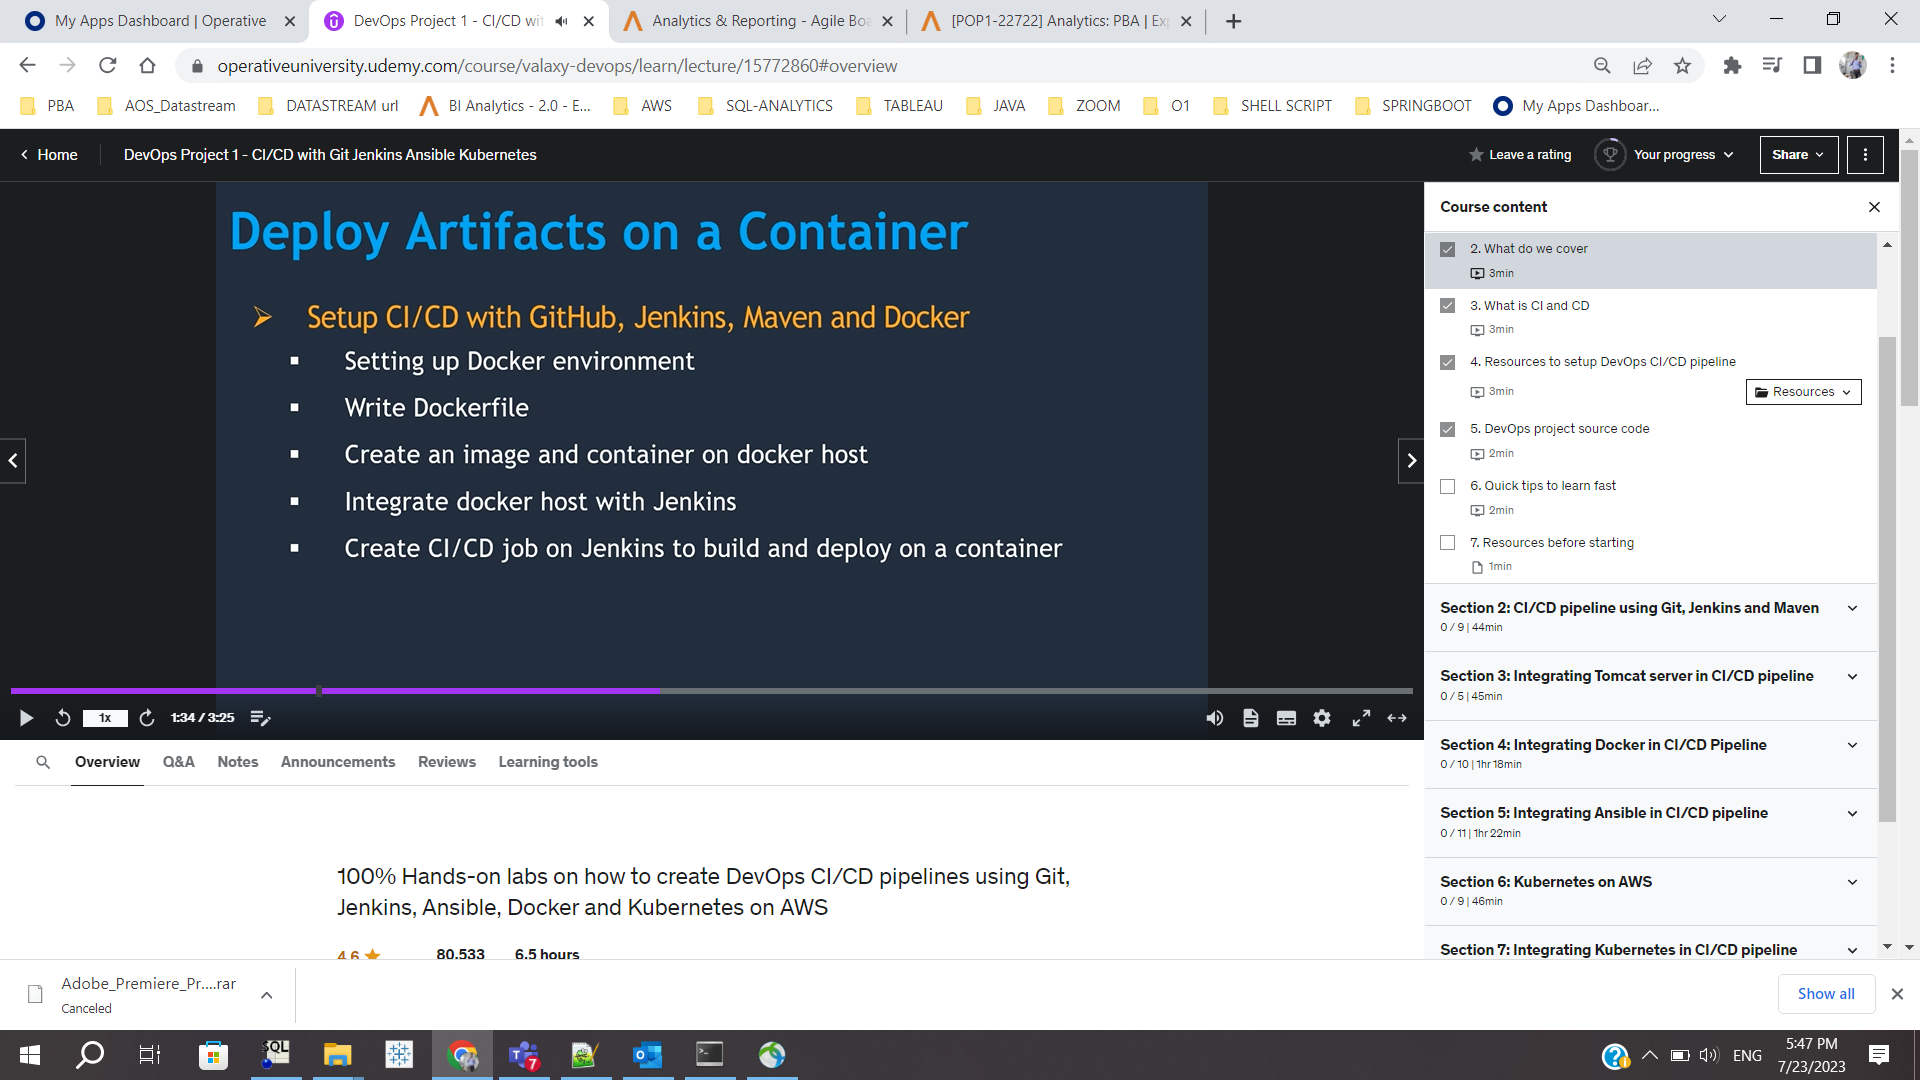 My Apps Dashboard | Operative
DevOps Project 1 - CI/CD wit
Analytics & Reporting - Agile Boa
[POP1-22722] Analytics: PBA | Ex
operativeuniversity.udemy.com/course/valaxy-devops/learn/lecture/15772860#overview
PBA
AOS_Datastream
DATASTREAM url
BI Analytics - 2.0 - E...
AWS
SQL-ANALYTICS
TABLEAU
JAVA
ZOOM
O1
SHELL SCRIPT
SPRINGBOOT
My Apps Dashboar...
Home
DevOps Project 1 - CI/CD with Git Jenkins Ansible Kubernetes
Leave a rating
Your progress
Share
Deploy Artifacts on a Container
Setup CI/CD with GitHub, Jenkins, Maven and Docker
Setting up Docker environment
Write Dockerfile
Create an image and container on docker host
Integrate docker host with Jenkins
Create CI/CD job on Jenkins to build and deploy on a container
1x
1:34 / 3:25
Course content
2. What do we cover
3min
3. What is CI and CD
3min
4. Resources to setup DevOps CI/CD pipeline
3min
Resources
5. DevOps project source code
2min
6. Quick tips to learn fast
2min
7. Resources before starting
1min
Section 2: CI/CD pipeline using Git, Jenkins and Maven
0 / 9 | 44min
Section 3: Integrating Tomcat server in CI/CD pipeline
0 / 5 | 45min
Section 4: Integrating Docker in CI/CD Pipeline
0 / 10 | 1hr 18min
Section 5: Integrating Ansible in CI/CD pipeline
0 / 11 | 1hr 22min
Section 6: Kubernetes on AWS
0 / 9 | 46min
Section 7: Integrating Kubernetes in CI/CD pipeline
Overview
Q&A
Notes
Announcements
Reviews
Learning tools
100% Hands-on labs on how to create DevOps CI/CD pipelines using Git,
Jenkins, Ansible, Docker and Kubernetes on AWS
4.6
80,533
6.5 hours
Adobe_Premiere_Pr....rar
Canceled
Show all
SQL
7
ENG
5:47 PM
7/23/2023